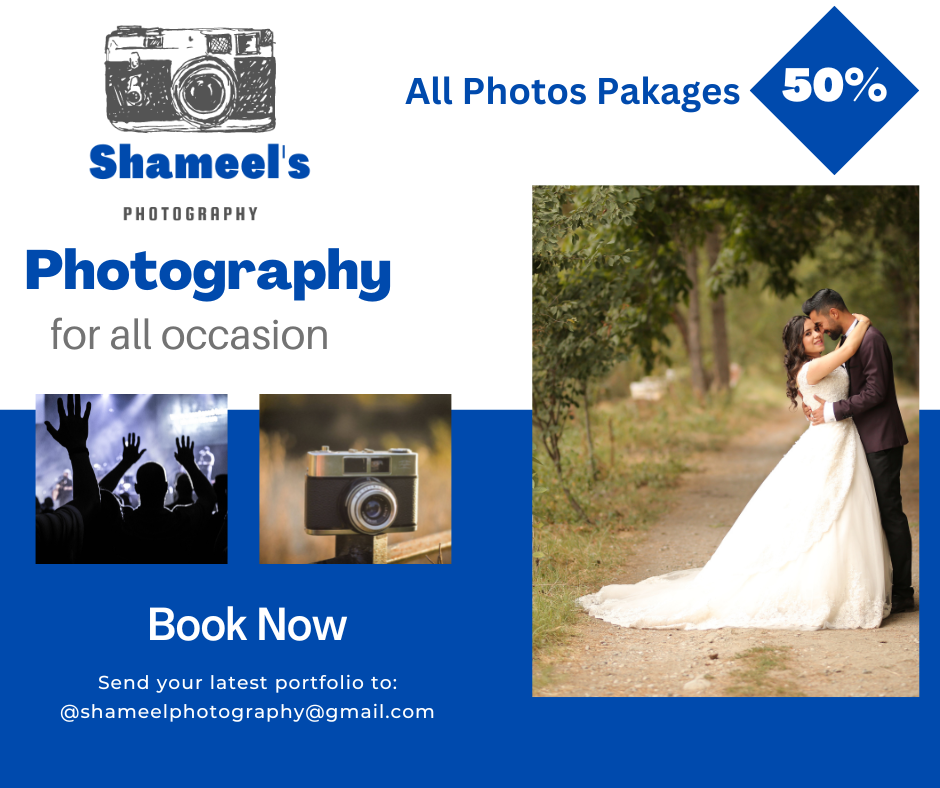 Shameel's
PHOTOGRAPHY
All Photos Pakages
50%
Photography
for all occasion
Book Now
Send your latest portfolio to:
@shameelphotography@gmail.com